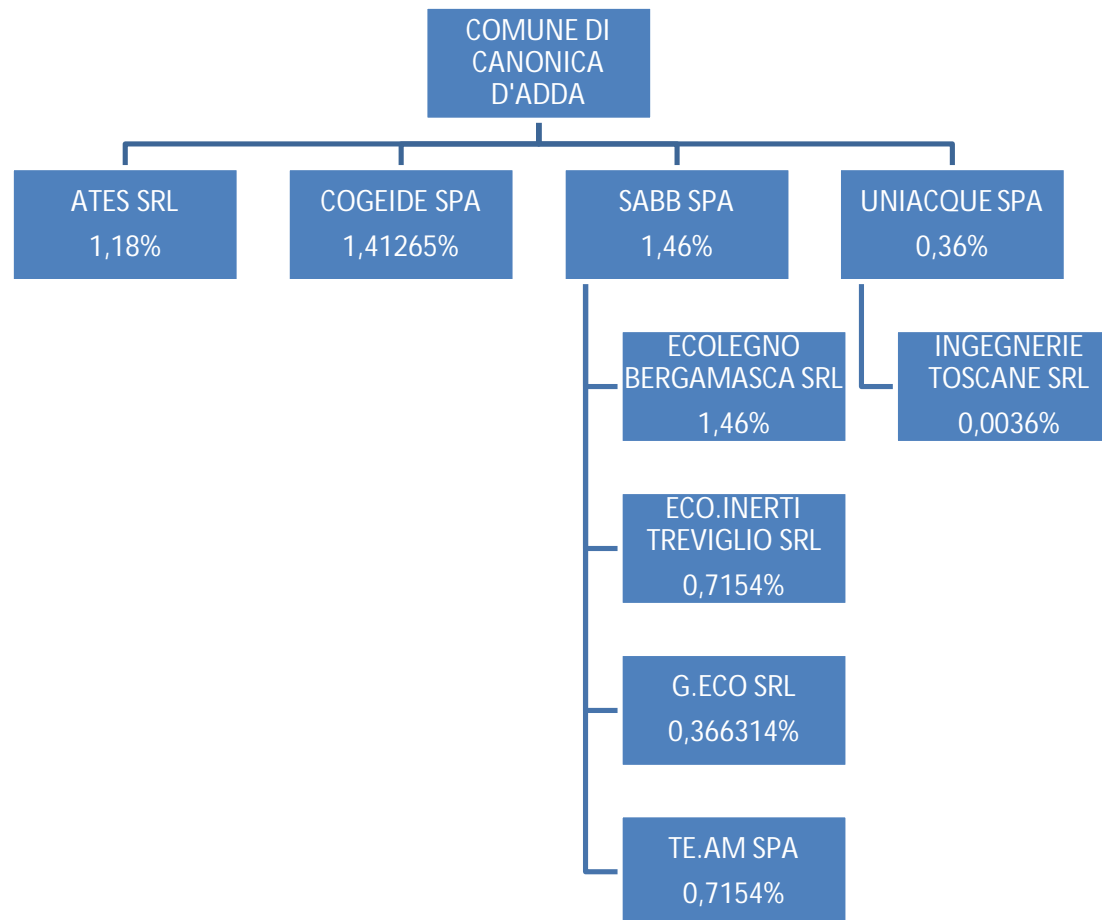 COMUNE DI
CANONICA
D'ADDA
ATES SRL
1,18%
COGEIDE SPA
1,41265%
SABB SPA
1,46%
UNIACQUE SPA
0,36%
ECOLEGNO
BERGAMASCA SRL
1,46%
INGEGNERIE
TOSCANE SRL
0,0036%
ECO.INERTI
TREVIGLIO SRL
0,7154%
G.ECO SRL
0,366314%
TE.AM SPA
0,7154%